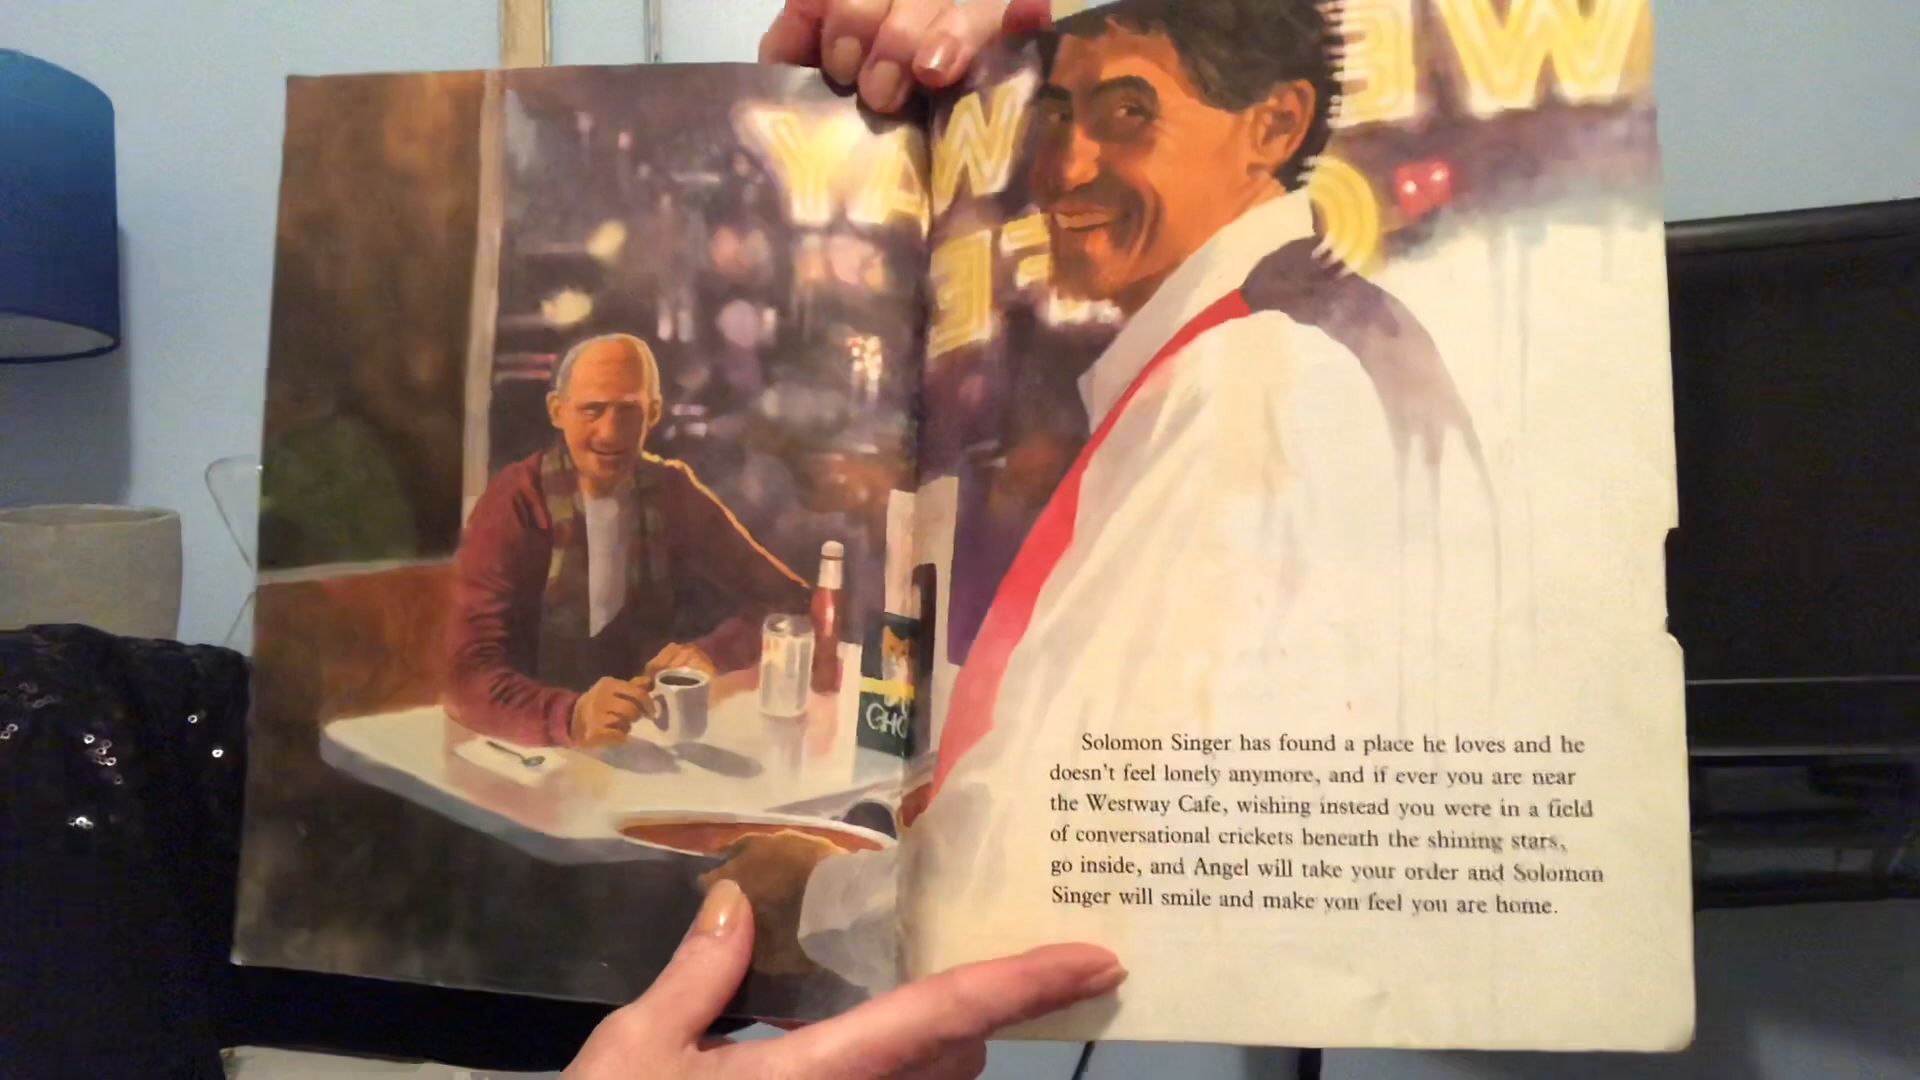 WE
WAY
Solomon Singer has found a place he loves and he
doesn't feel lonely anymore, and if ever you are near
the Westway Cafe, wishing instead you were in a field
of conversational crickets beneath the shining stars,
go inside, and Angel will take your order and Solomon
Singer will smile and make you feel you are home.